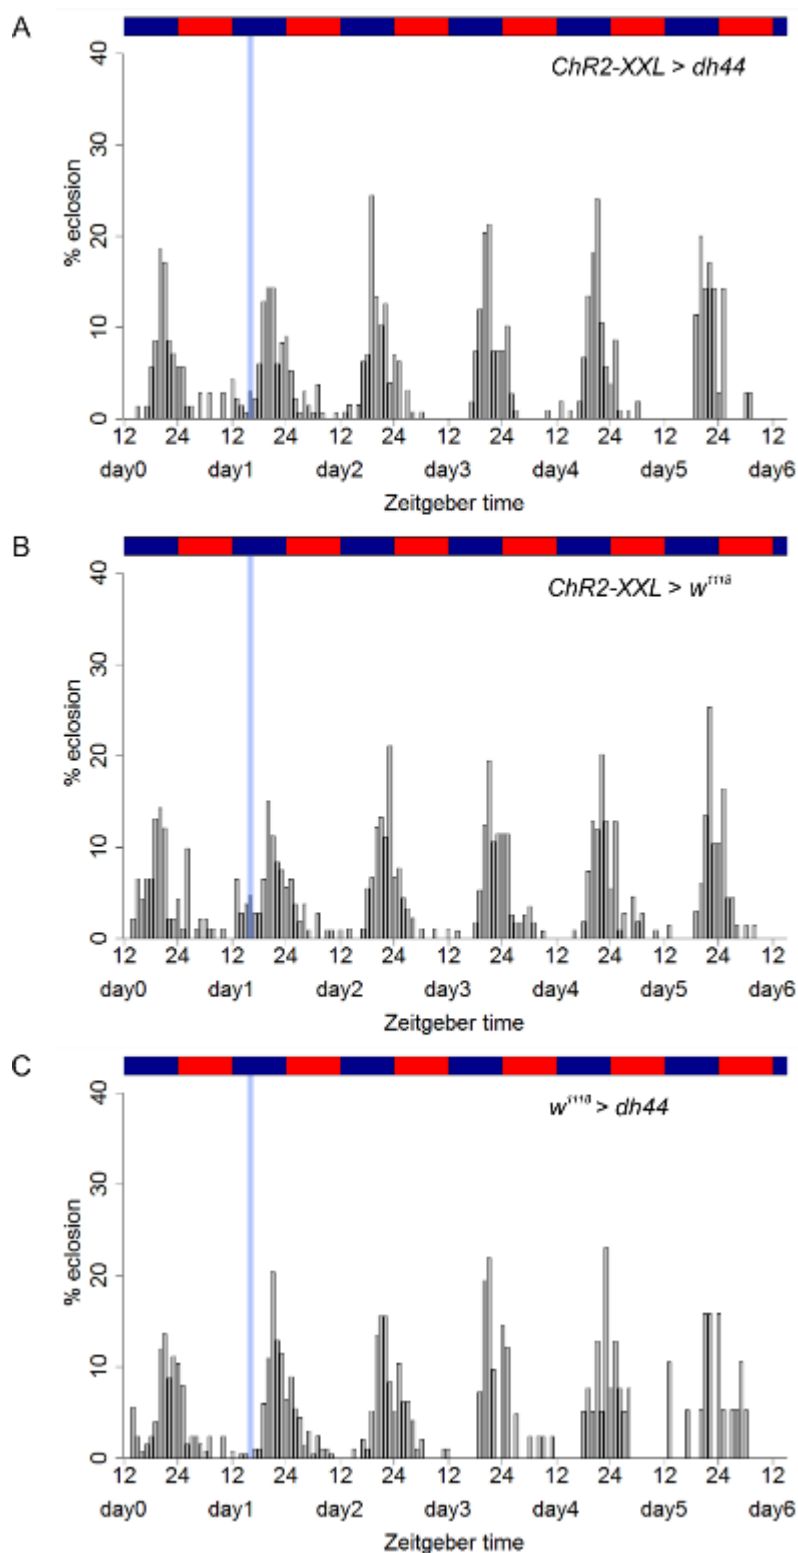 A
ChR2-XXL > dh44
40
30
20
10
0
% eclosion
12 24 12 24 12 24 12 24 12 24 12 24 12
day0 day1 day2 day3 day4 day5 day6
Zeitgeber time
B
ChR2-XXL > w¹¹¹⁸
40
30
20
10
0
% eclosion
12 24 12 24 12 24 12 24 12 24 12 24 12
day0 day1 day2 day3 day4 day5 day6
Zeitgeber time
C
w¹¹¹⁸ > dh44
40
30
20
10
0
% eclosion
12 24 12 24 12 24 12 24 12 24 12 24 12
day0 day1 day2 day3 day4 day5 day6
Zeitgeber time